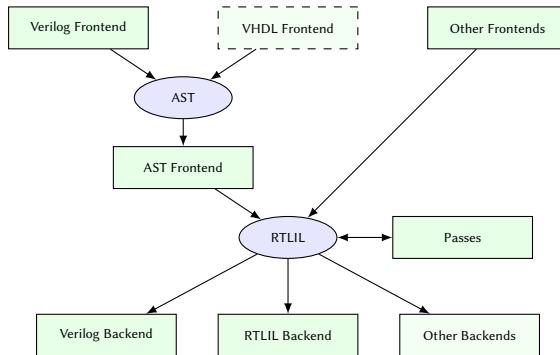 Verilog Frontend
VHDL Frontend
Other Frontends
AST
AST Frontend
RTLIL
Passes
Verilog Backend
RTLIL Backend
Other Backends